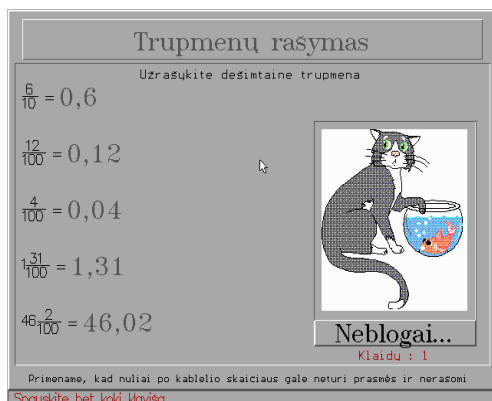 Trupmenų rašymas
Užrašykite dešimtaine trupmena
6/10 = 0,6
12/100 = 0,12
4/100 = 0,04
1 31/100 = 1,31
46 2/100 = 46,02
Neblogai...
Klaidų : 1
Primename, kad nuliai po kablelio skaičiaus gale neturi prasmės ir nerašomi
Spauskite bet kokį klavišą